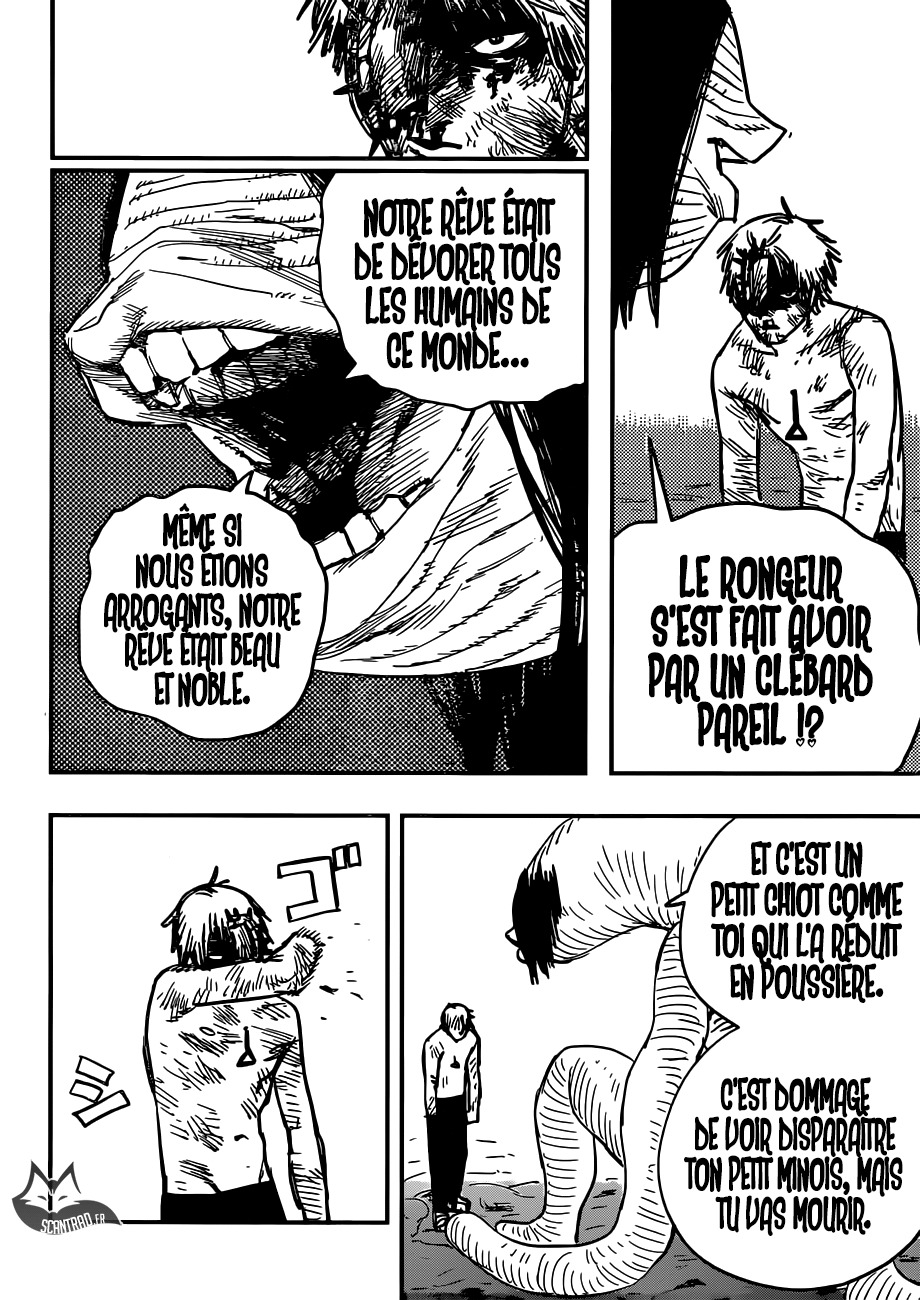 LE RONGEUR
S'EST FAIT AVOIR
PAR UN CLÉBARD
PAREIL !?
NOTRE RÊVE ÉTAIT
DE DÉVORER TOUS
LES HUMAINS DE
CE MONDE...
MÊME SI
NOUS ÉTIONS
ARROGANTS, NOTRE
REVE ÉTAIT BEAU
ET NOBLE.
ET C'EST UN
PETIT CHIOT COMME
TOI QUI L'A RÉDUIT
EN POUSSIÈRE.
C'EST DOMMAGE
DE VOIR DISPARAÎTRE
TON PETIT MINOIS, MAIS
TU VAS MOURIR.
ゴ
シ
SCANTRAD.FR